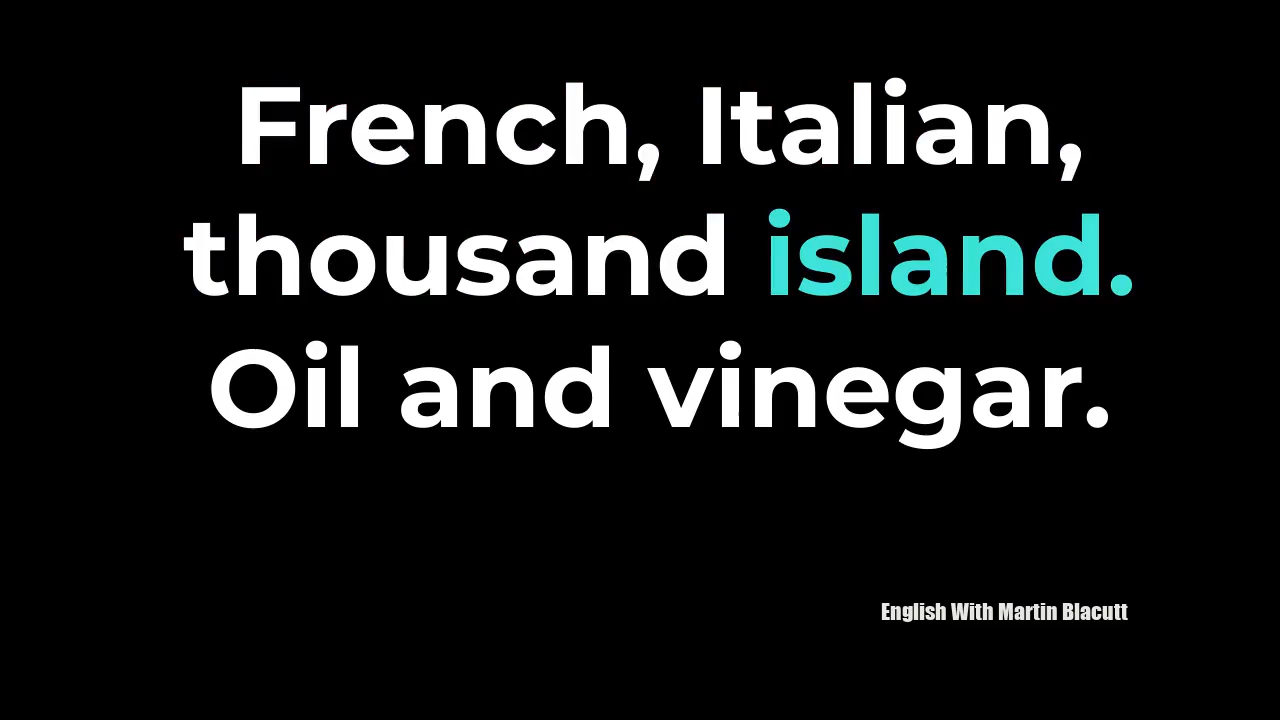 French, Italian,
thousand island.
Oil and vinegar.
English With Martin Blacutt